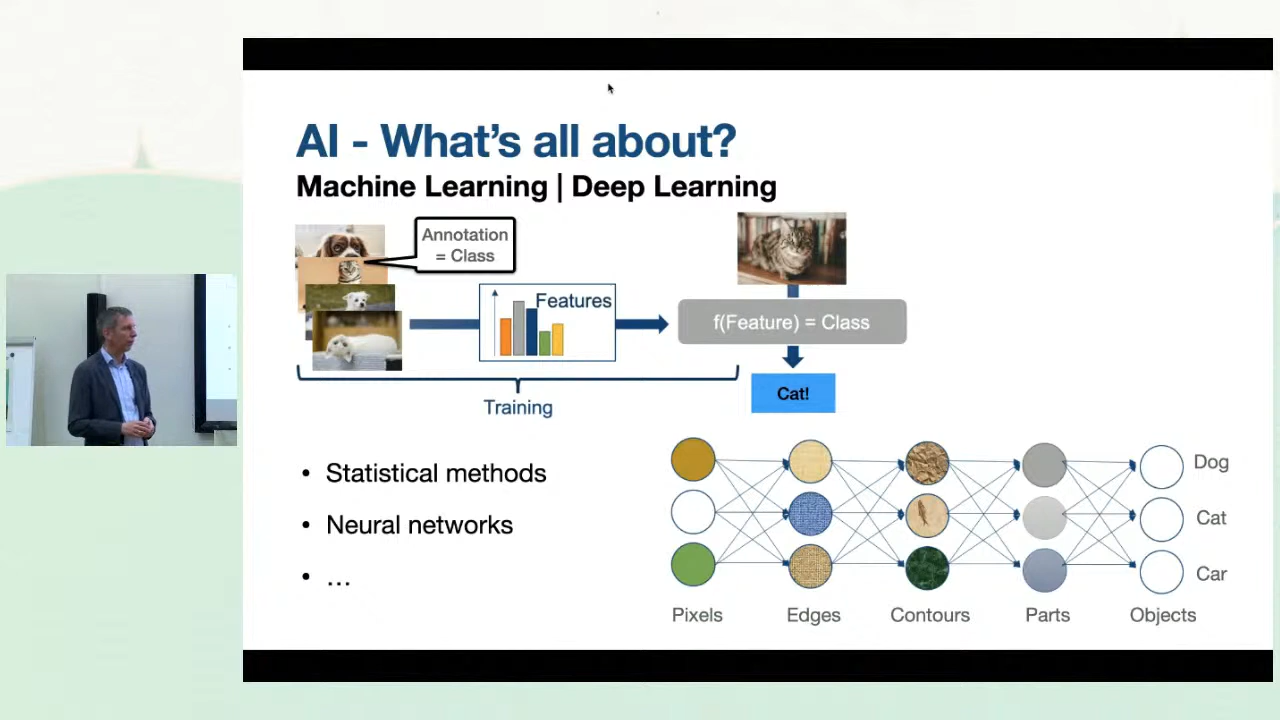 AI - What's all about?
Machine Learning | Deep Learning
Annotation
= Class
Features
f(Feature) = Class
Cat!
Training
• Statistical methods
• Neural networks
• ...
Dog
Cat
Car
Pixels
Edges
Contours
Parts
Objects